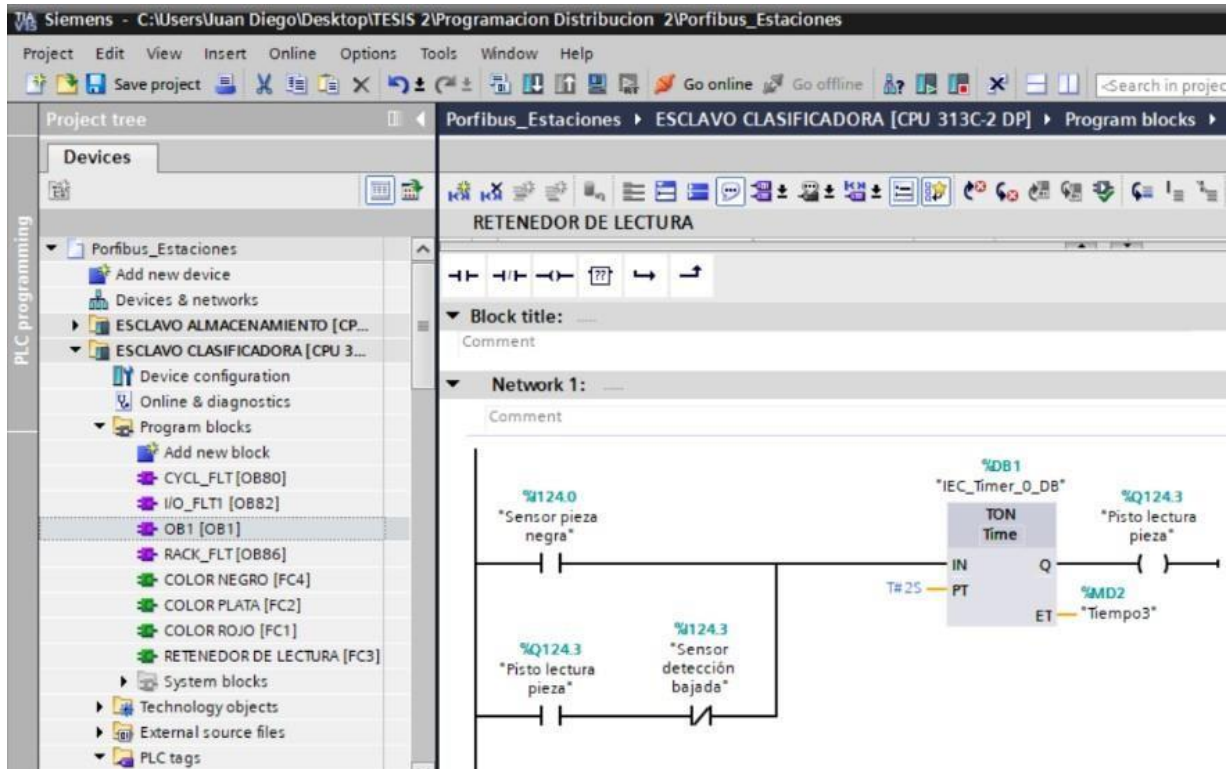 Siemens - C:\Users\Juan Diego\Desktop\TESIS 2\Programacion Distribucion 2\Porfibus_Estaciones
Project Edit View Insert Online Options Tools Window Help
Save project Go online Go offline <Search in projec
Project tree
Porfibus_Estaciones ▸ ESCLAVO CLASIFICADORA [CPU 313C-2 DP] ▸ Program blocks ▸
Devices
RETENEDOR DE LECTURA
PLC programming
Porfibus_Estaciones
Add new device
Devices & networks
ESCLAVO ALMACENAMIENTO [CP...
ESCLAVO CLASIFICADORA [CPU 3...
Device configuration
Online & diagnostics
Program blocks
Add new block
CYCL_FLT [OB80]
I/O_FLT1 [OB82]
OB1 [OB1]
RACK_FLT [OB86]
COLOR NEGRO [FC4]
COLOR PLATA [FC2]
COLOR ROJO [FC1]
RETENEDOR DE LECTURA [FC3]
System blocks
Technology objects
External source files
PLC tags
??
Block title: .....
Comment
Network 1: .....
Comment
%I124.0
"Sensor pieza
negra"
%DB1
"IEC_Timer_0_DB"
TON
Time
IN Q
T#2S PT
ET
%Q124.3
"Pisto lectura
pieza"
%MD2
"Tiempo3"
%Q124.3
"Pisto lectura
pieza"
%I124.3
"Sensor
detección
bajada"